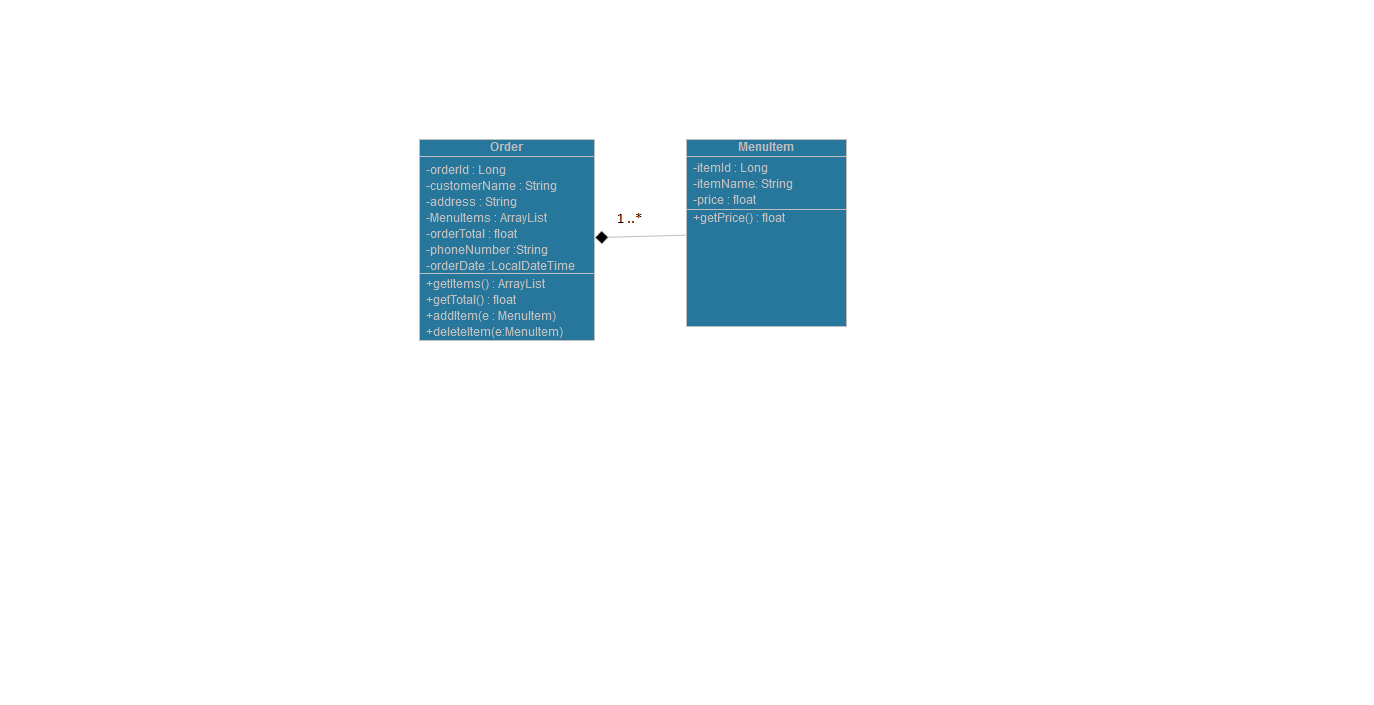 Order
-orderId : Long
-customerName : String
-address : String
-MenuItems : ArrayList
-orderTotal : float
-phoneNumber :String
-orderDate :LocalDateTime
+getItems() : ArrayList
+getTotal() : float
+addItem(e : MenuItem)
+deleteItem(e:MenuItem)
1 ..*
MenuItem
-itemId : Long
-itemName: String
-price : float
+getPrice() : float